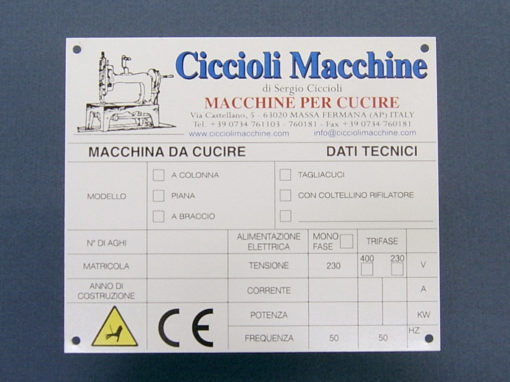 Ciccioli Macchine
di Sergio Ciccioli
MACCHINE PER CUCIRE
Via Castellano, 5 - 63020 MASSA FERMANA (AP) ITALY
Tel. +39 0734 761103 - 760181 - Fax +39 0734 760181
www.cicciolimacchine.com info@cicciolimacchine.com
MACCHINA DA CUCIRE DATI TECNICI
MODELLO
A COLONNA TAGLIACUCI
PIANA CON COLTELLINO RIFILATORE
A BRACCIO
N° DI AGHI ALIMENTAZIONE ELETTRICA MONO FASE TRIFASE
MATRICOLA TENSIONE 230 400 230 V
ANNO DI COSTRUZIONE CORRENTE A
CE POTENZA KW
FREQUENZA 50 50 HZ